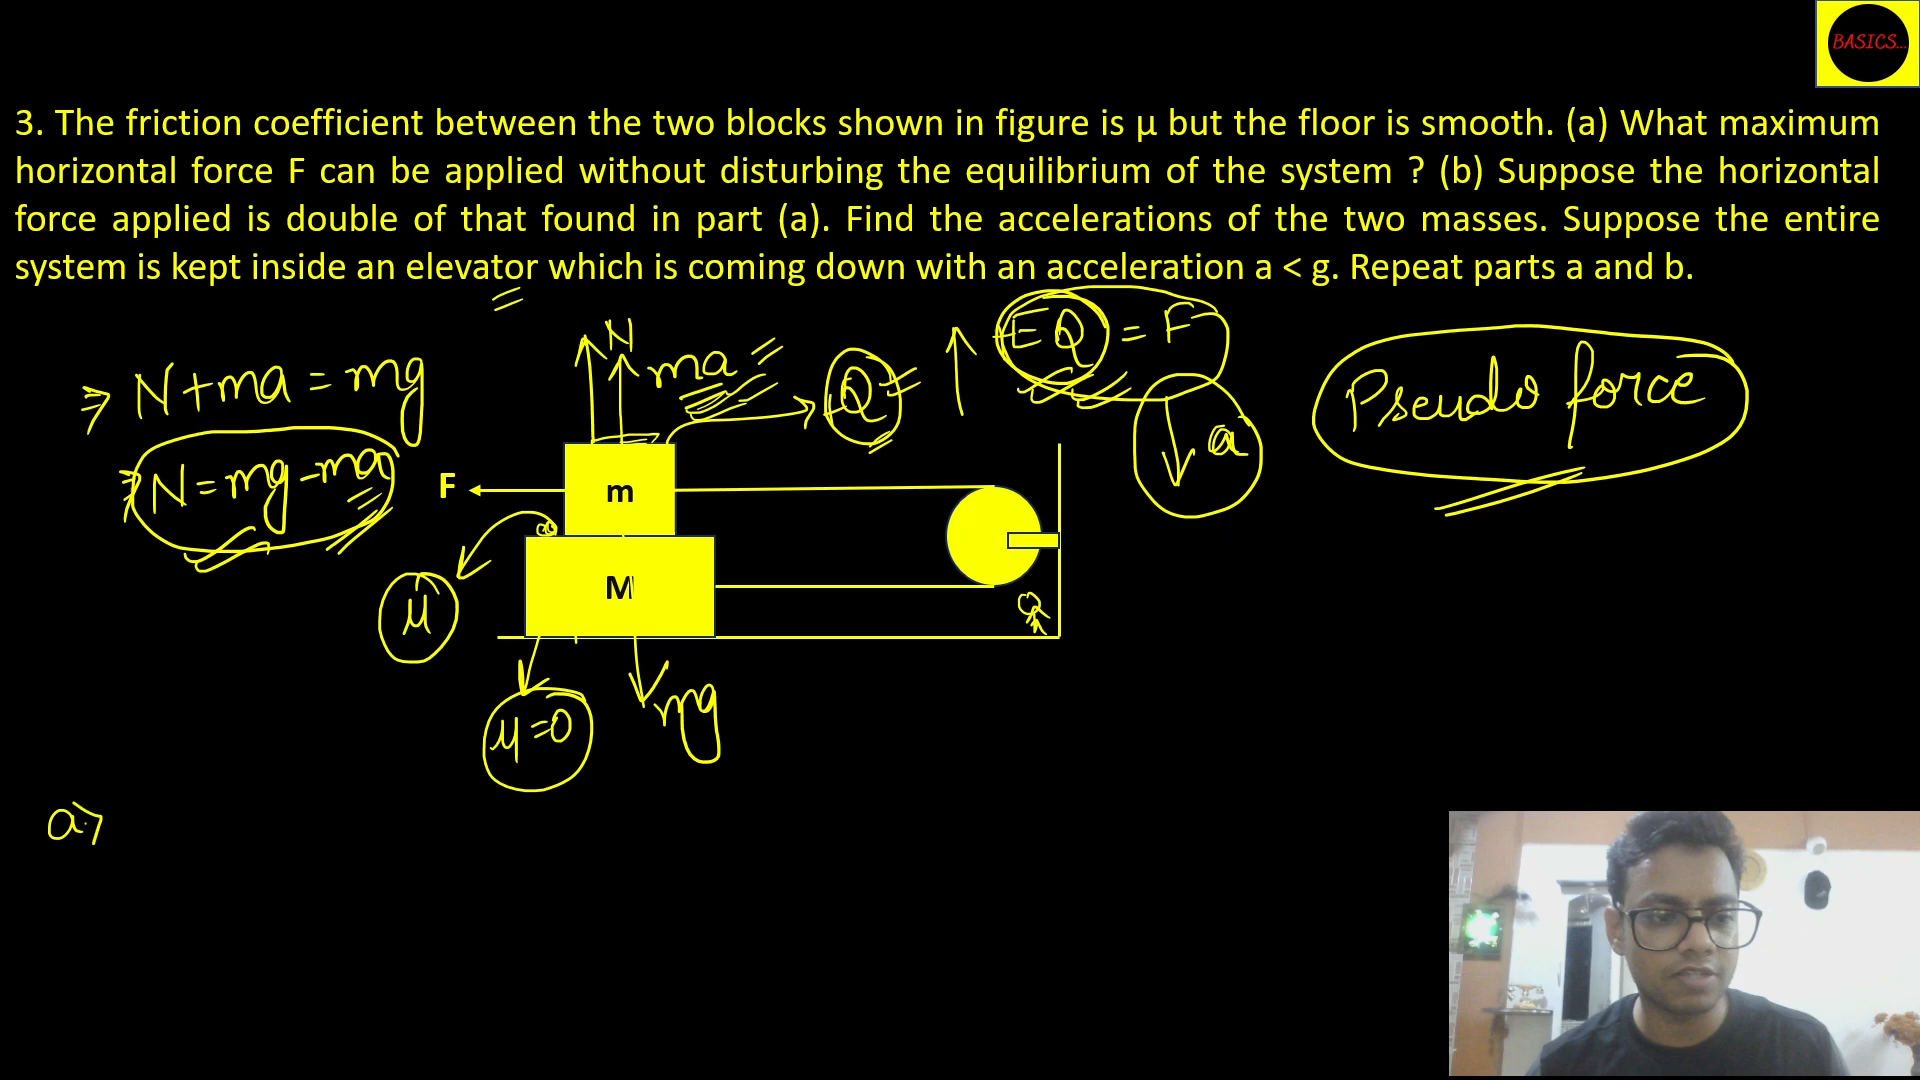 BASICS...
3. The friction coefficient between the two blocks shown in figure is μ but the floor is smooth. (a) What maximum
horizontal force F can be applied without disturbing the equilibrium of the system ? (b) Suppose the horizontal
force applied is double of that found in part (a). Find the accelerations of the two masses. Suppose the entire
system is kept inside an elevator which is coming down with an acceleration a < g. Repeat parts a and b.
⇒ N + ma = mg
N = mg - ma
N
ma
= F
a
Pseudo force
F
m
M
μ
μ = 0
mg
a>